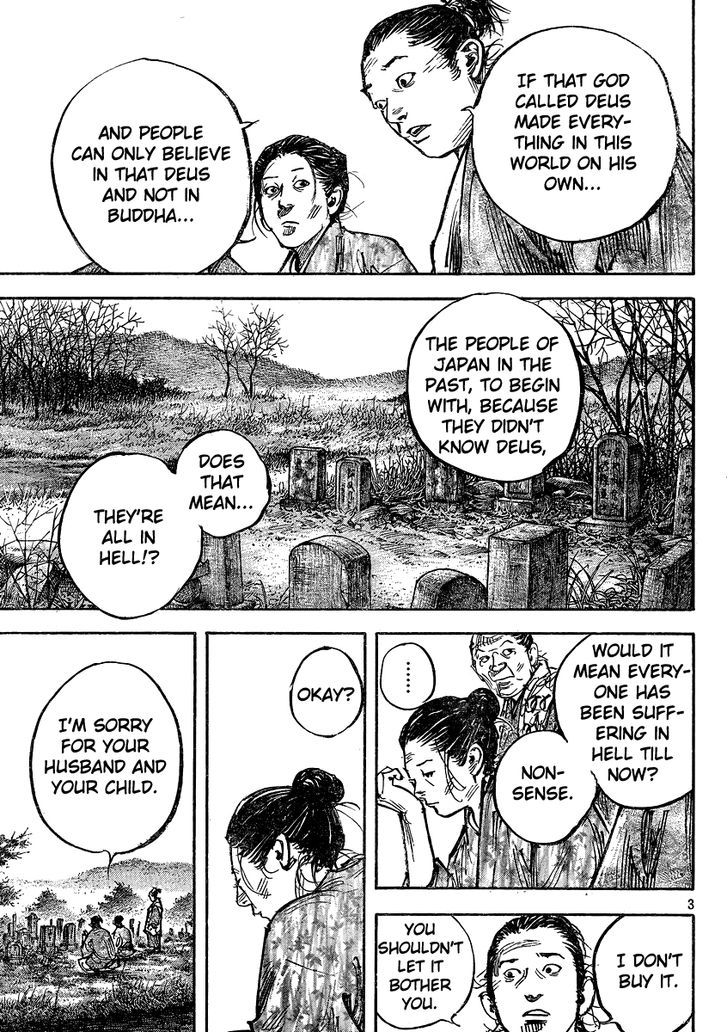 IF THAT GOD
CALLED DEUS
MADE EVERY-
THING IN THIS
WORLD ON HIS
OWN...
AND PEOPLE
CAN ONLY BELIEVE
IN THAT DEUS
AND NOT IN
BUDDHA...
THE PEOPLE OF
JAPAN IN THE
PAST, TO BEGIN
WITH, BECAUSE
THEY DIDN'T
KNOW DEUS,
DOES
THAT
MEAN...
THEY'RE
ALL IN
HELL!?
WOULD IT
MEAN EVERY-
ONE HAS
BEEN SUFF-
ERING IN
HELL TILL
NOW?
NON-
SENSE.
......
I DON'T
BUY IT.
YOU
SHOULDN'T
LET IT
BOTHER
YOU.
OKAY?
I'M SORRY
FOR YOUR
HUSBAND AND
YOUR CHILD.
3